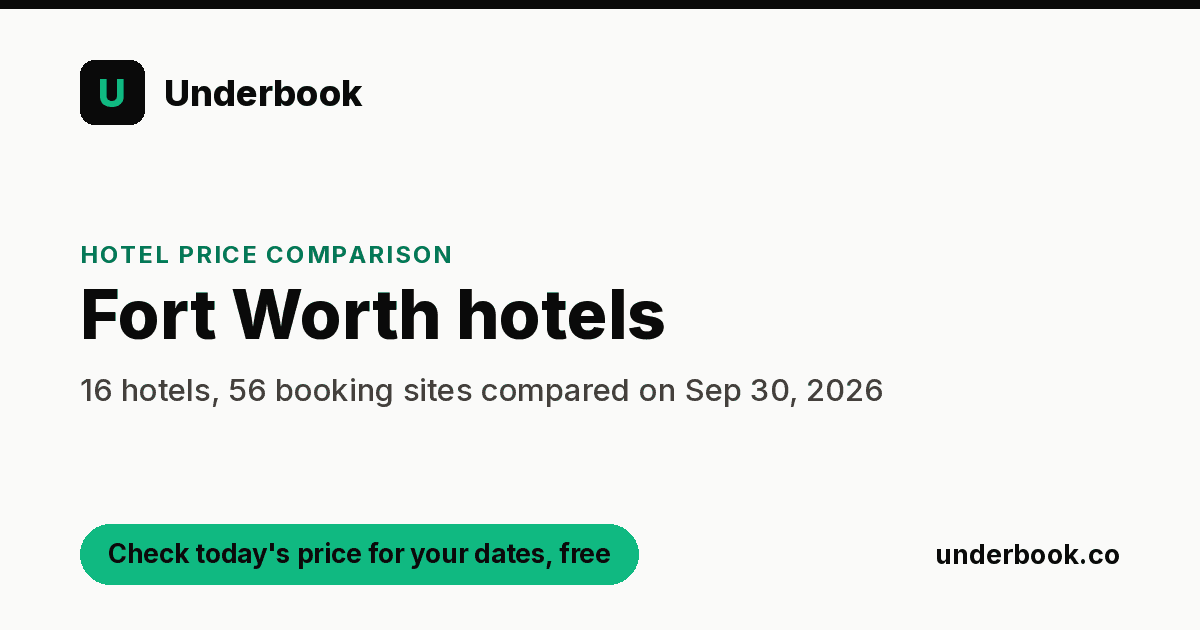 U
Underbook
HOTEL PRICE COMPARISON
Fort Worth hotels
16 hotels, 56 booking sites compared on Sep 30, 2026
Check today's price for your dates, free
underbook.co